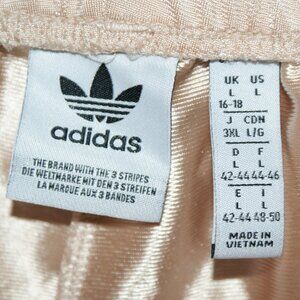 adidas
THE BRAND WITH THE 3 STRIPES
DIE WELTMARKE MIT DEN 3 STREIFEN
LA MARQUE AUX 3 BANDES
UK US
L L
16-18
J CDN
3XL L/G
D F
L L
42-44 44-46
E I
L L
42-44 48-50
MADE IN
VIETNAM